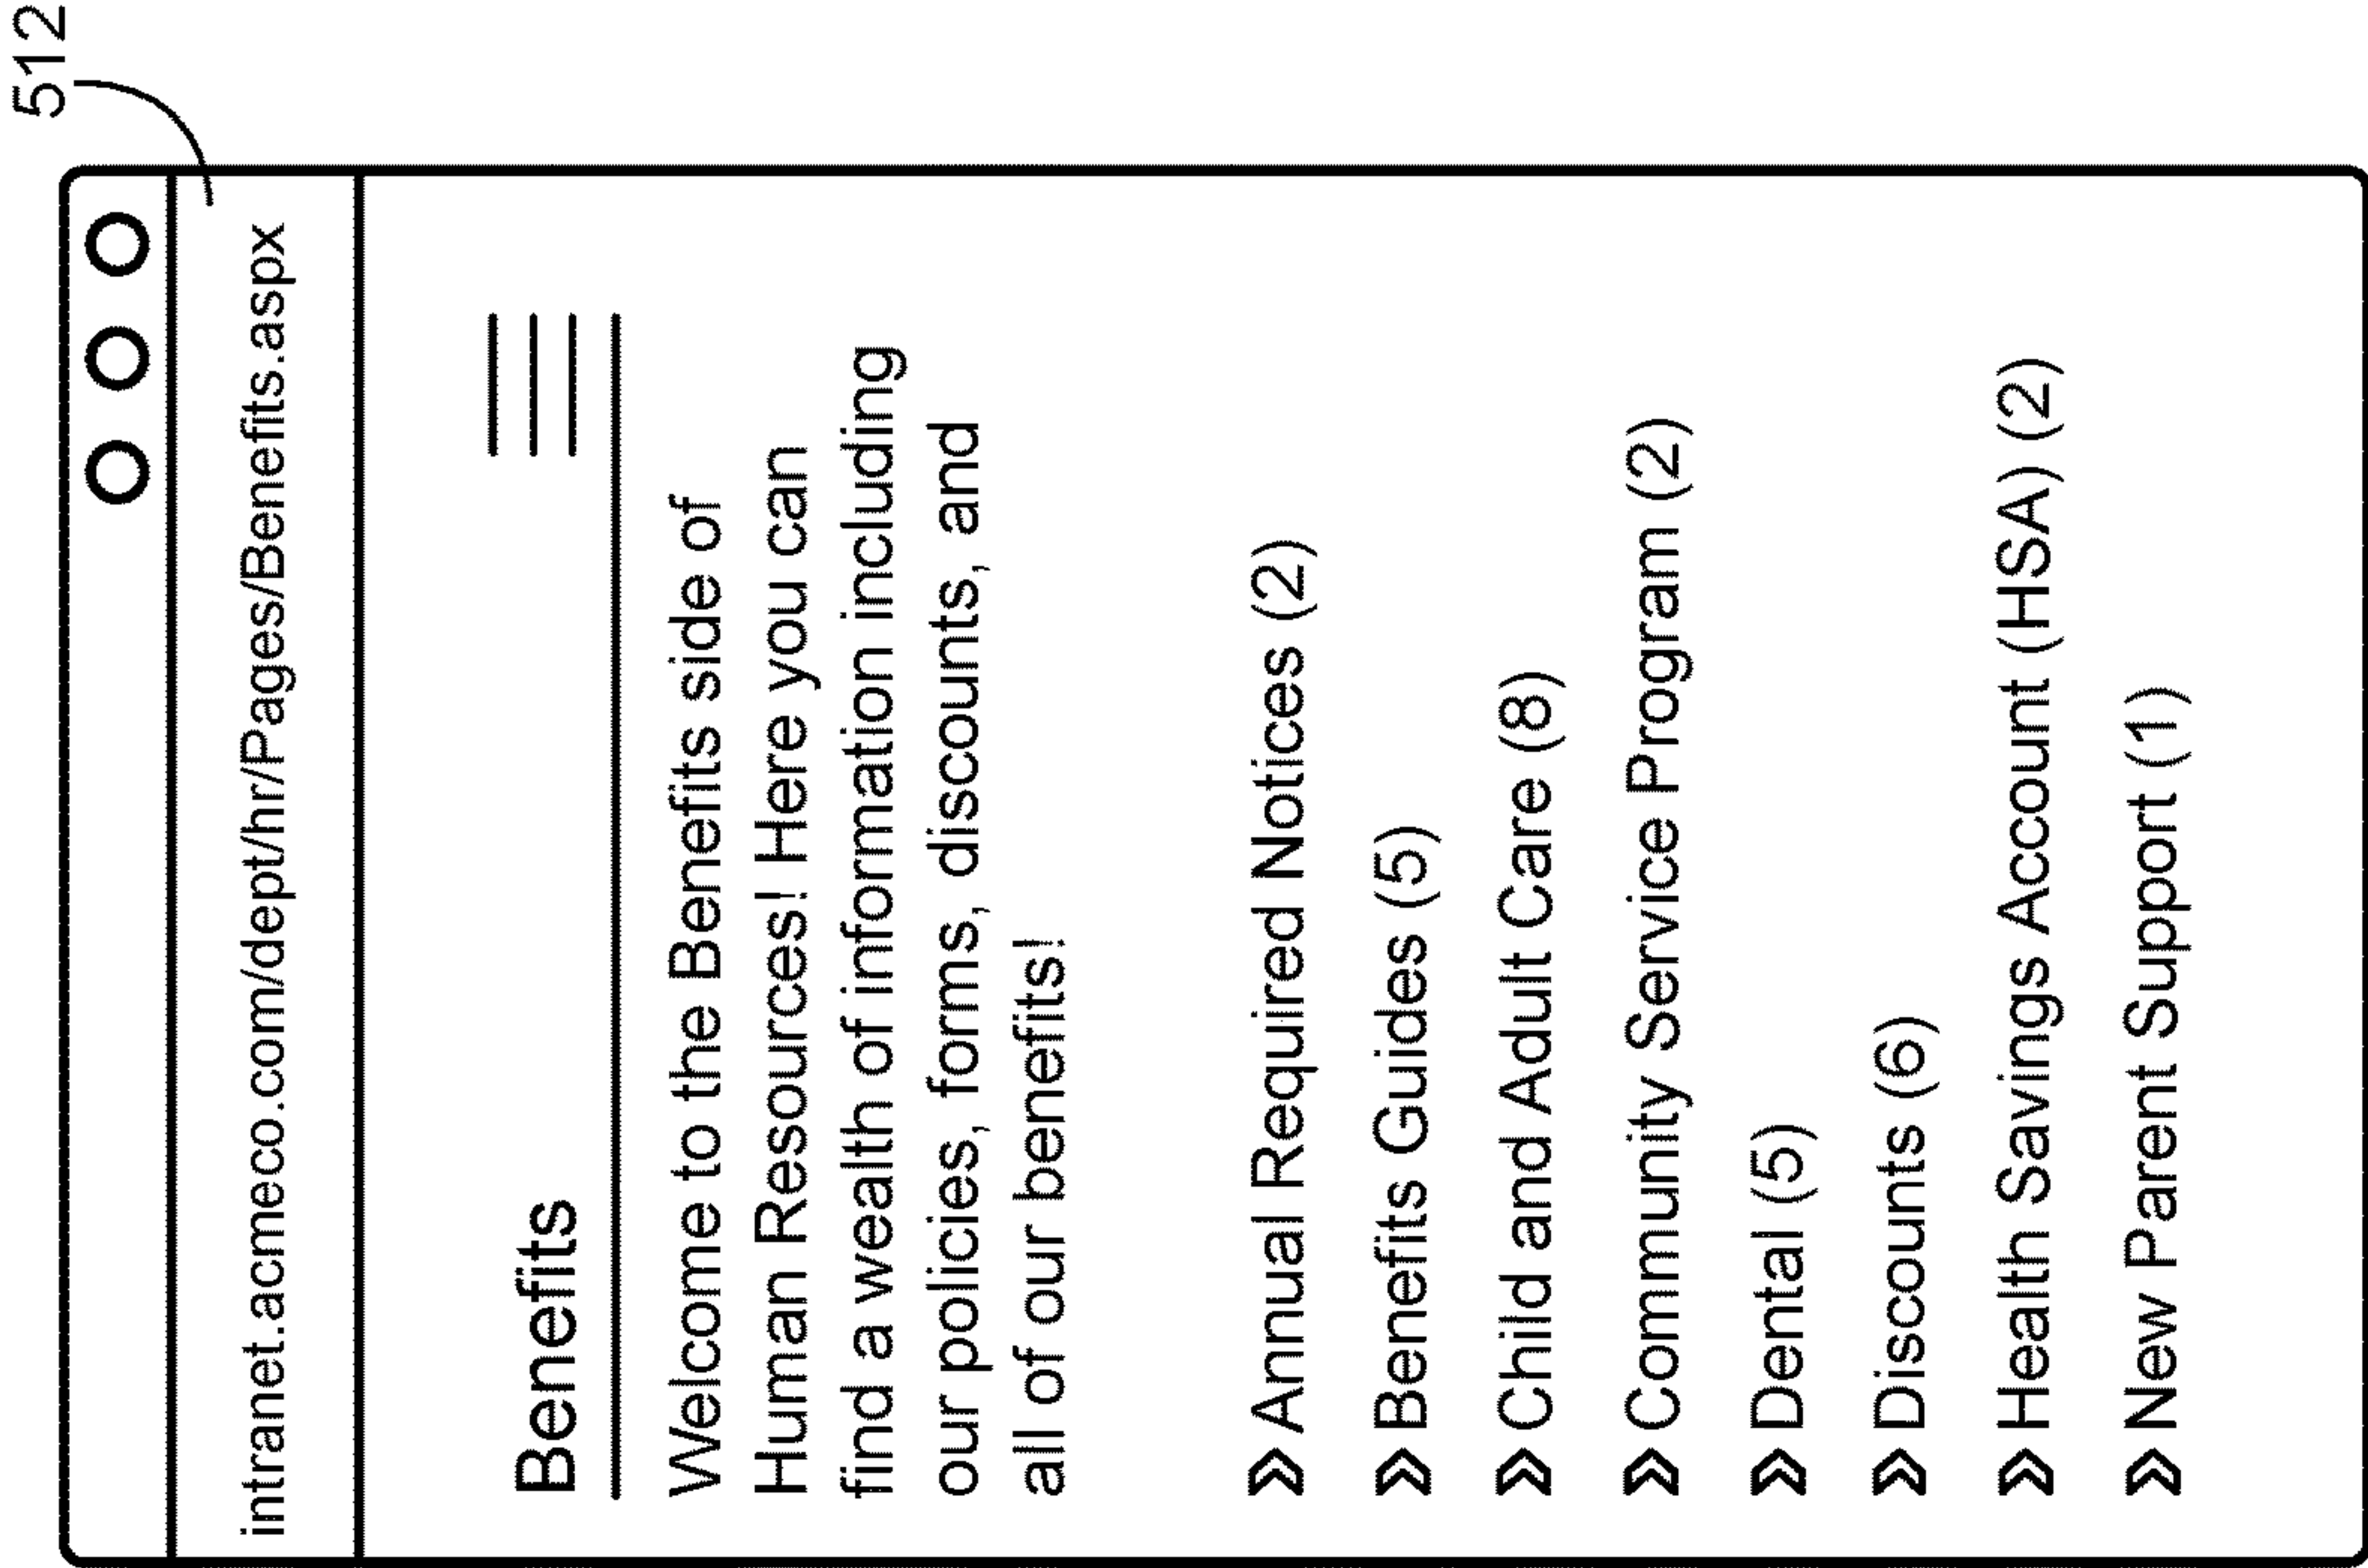 512
intranet.acmeco.com/dept/hr/Pages/Benefits.aspx
Benefits
Welcome to the Benefits side of
Human Resources! Here you can
find a wealth of information including
our policies, forms, discounts, and
all of our benefits!
» Annual Required Notices (2)
» Benefits Guides (5)
» Child and Adult Care (8)
» Community Service Program (2)
» Dental (5)
» Discounts (6)
» Health Savings Account (HSA) (2)
» New Parent Support (1)